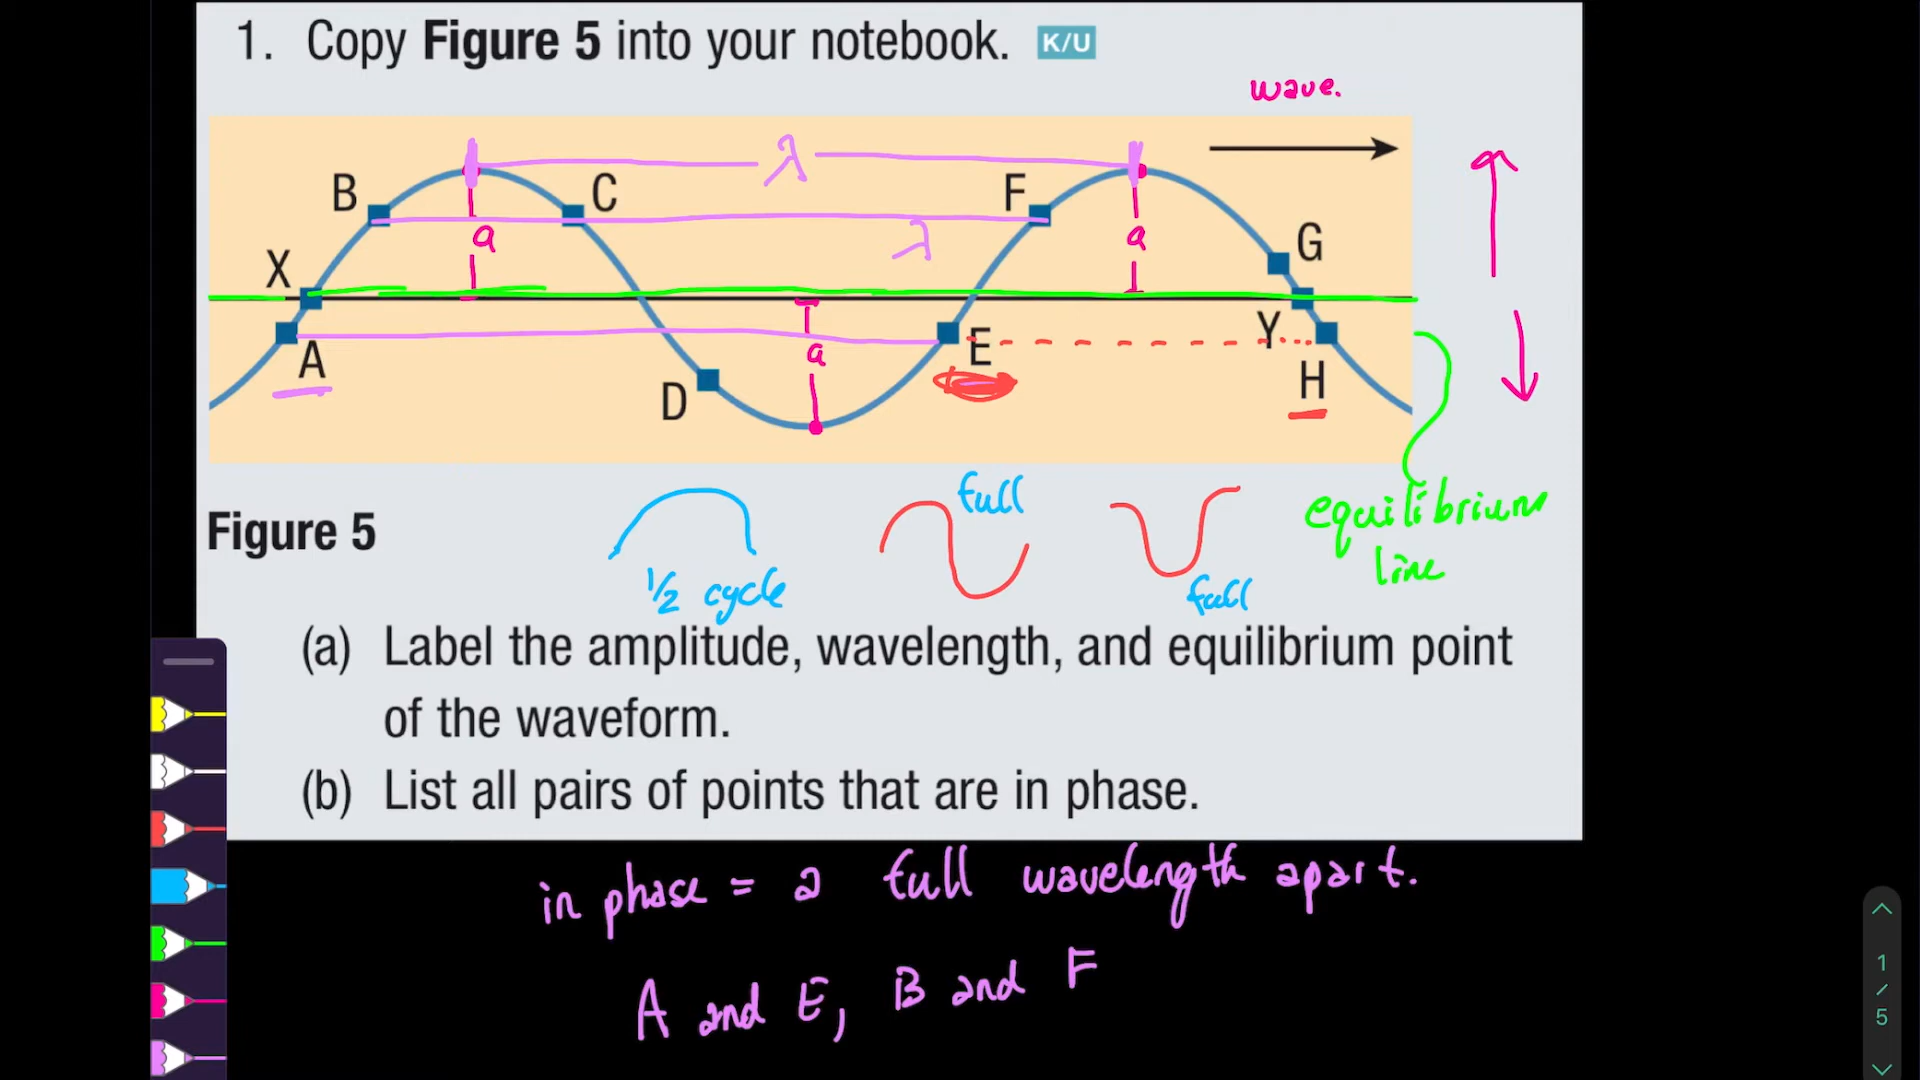 1. Copy Figure 5 into your notebook. K/U
wave.
λ
B
C
F
G
a
λ
a
X
A
a
E
Y
D
H
full
Figure 5
equilibrium
line
1/2 cycle
full
(a) Label the amplitude, wavelength, and equilibrium point
of the waveform.
(b) List all pairs of points that are in phase.
in phase = a full wavelength apart.
A and E, B and F
1
/
5